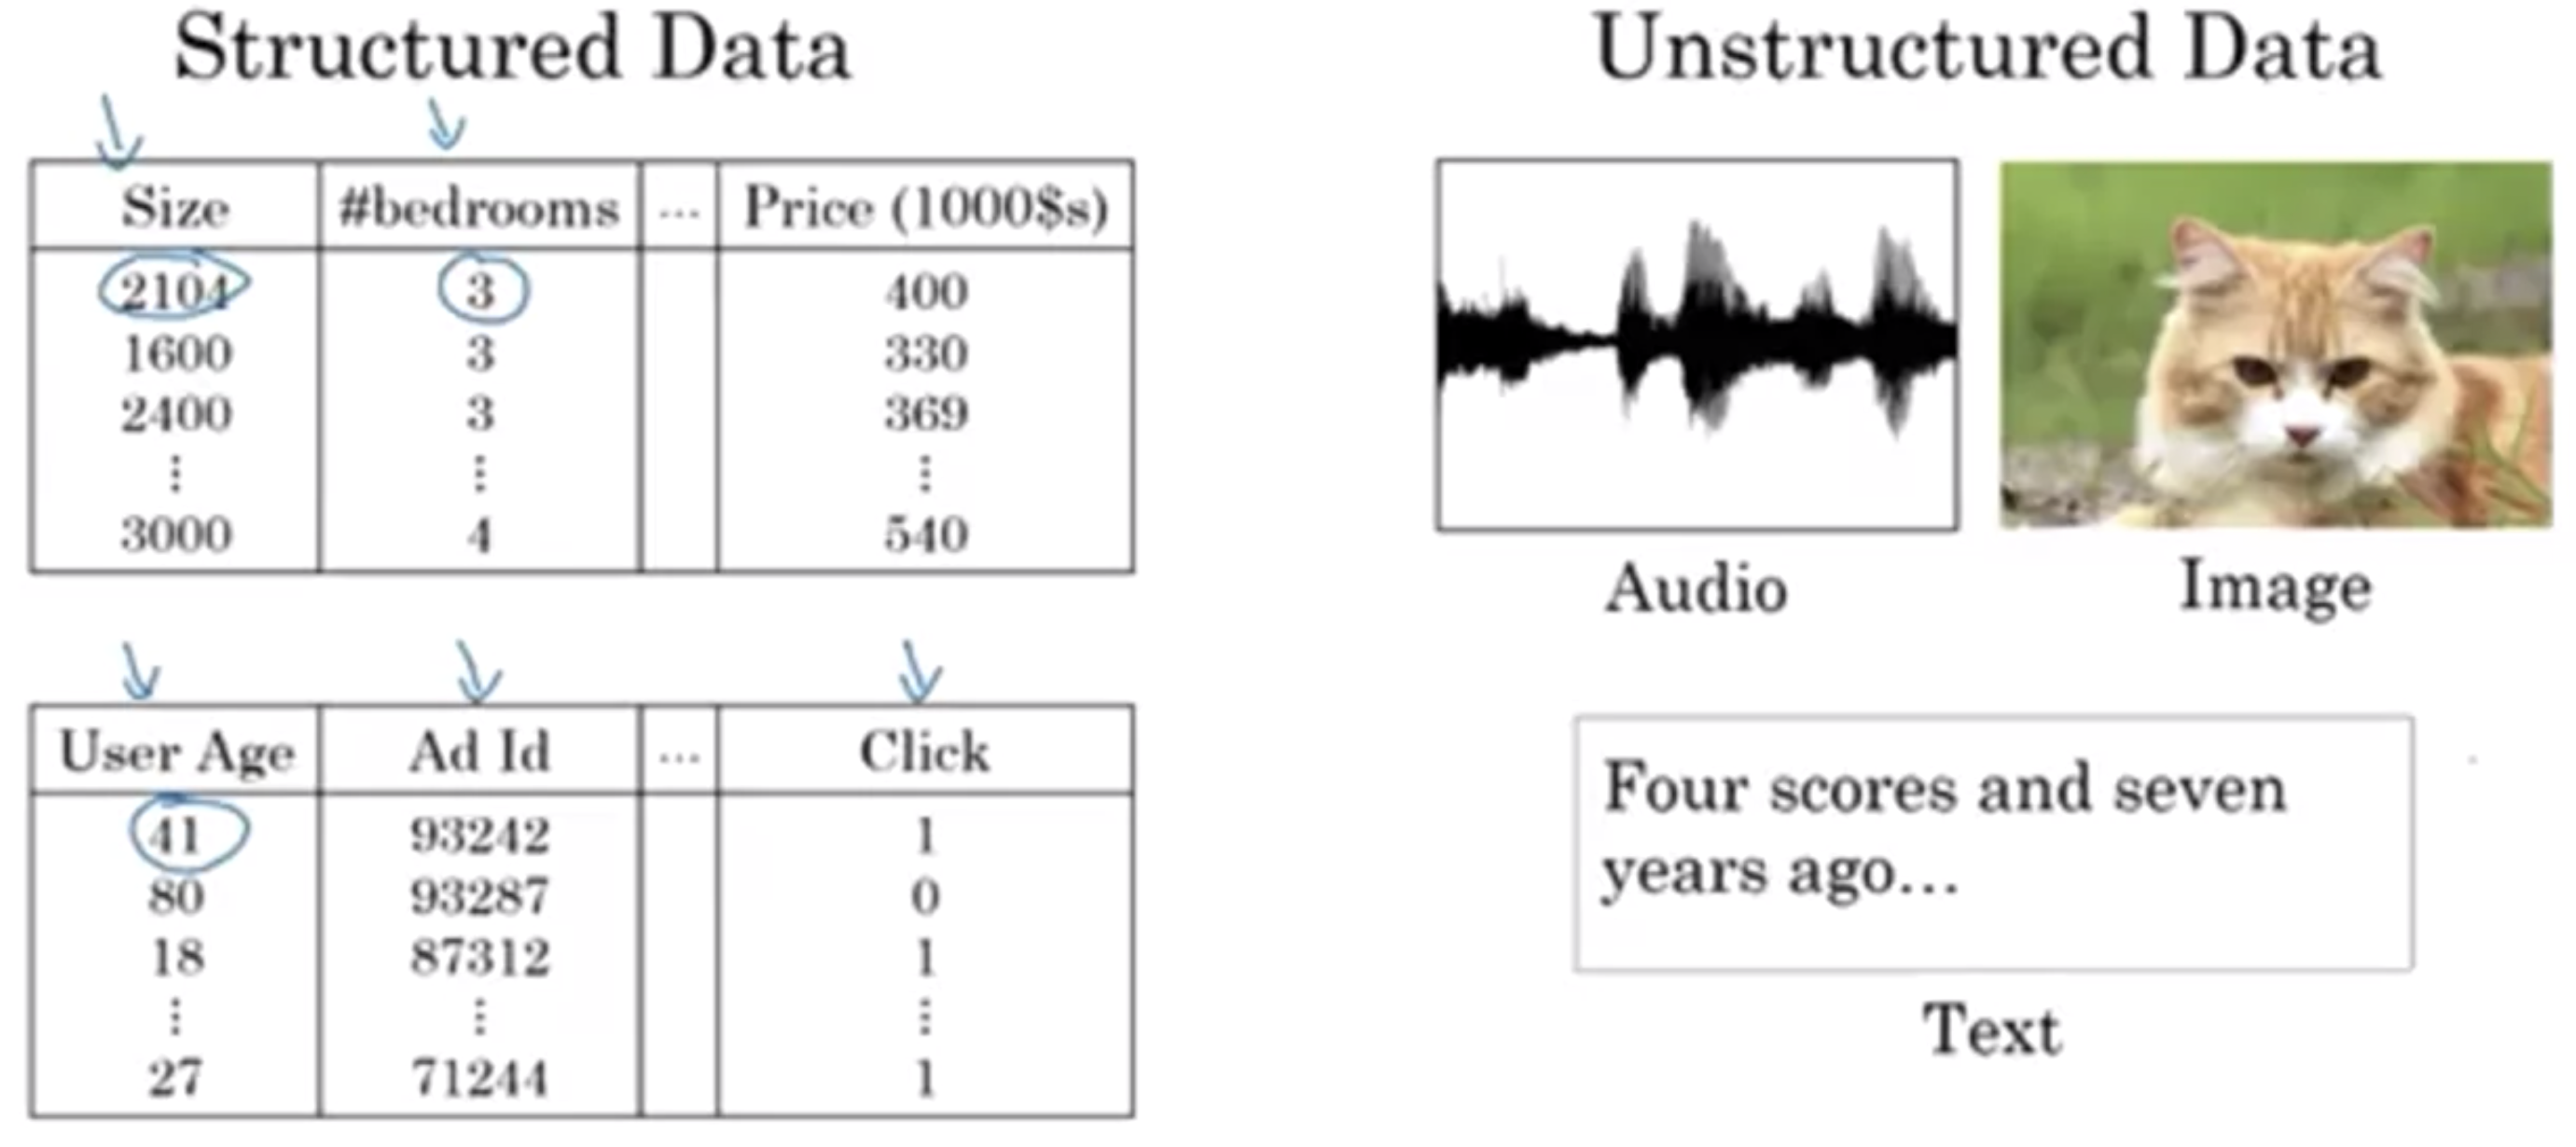 Structured Data
Size #bedrooms ... Price (1000$s)
2104 3 400
1600 3 330
2400 3 369
⋮ ⋮ ⋮
3000 4 540
User Age Ad Id ... Click
41 93242 1
80 93287 0
18 87312 1
⋮ ⋮ ⋮
27 71244 1
Unstructured Data
Audio Image
Four scores and seven
years ago...
Text